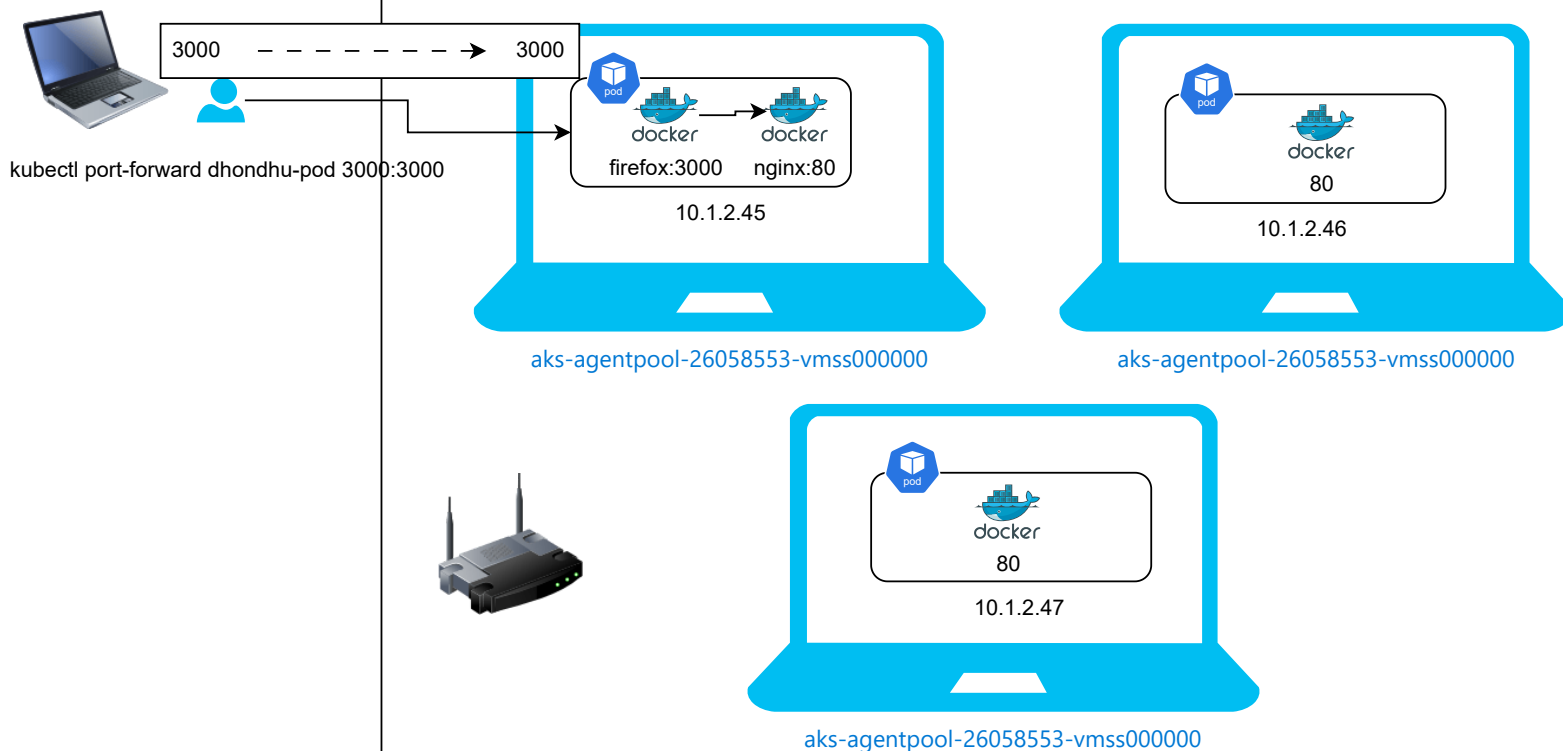 3000
3000
pod
docker
docker
firefox:3000
nginx:80
10.1.2.45
kubectl port-forward dhondhu-pod 3000:3000
aks-agentpool-26058553-vmss000000
pod
docker
80
10.1.2.46
aks-agentpool-26058553-vmss000000
pod
docker
80
10.1.2.47
aks-agentpool-26058553-vmss000000